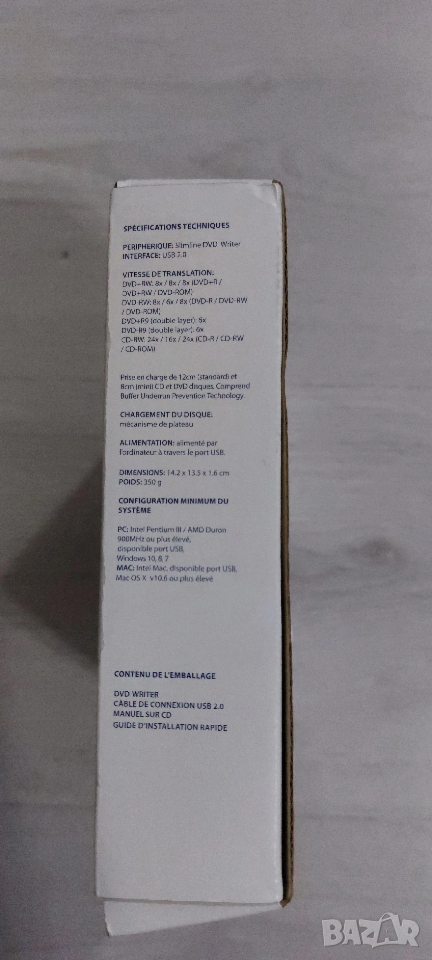 SPÉCIFICATIONS TECHNIQUES
PERIPHERIQUE: Slimline DVD Writer
INTERFACE: USB 2.0
VITESSE DE TRANSLATION:
DVD+RW: 8x / 8x / 8x (DVD+R /
DVD+RW / DVD-ROM)
DVD-RW: 8x / 6x / 8x (DVD-R / DVD-RW
/ DVD-ROM)
DVD+R9 (double layer): 6x
DVD-R9 (double layer): 6x
CD-RW: 24x / 16x / 24x (CD-R / CD-RW
/ CD-ROM)
Prise en charge de 12cm (standard) et
8cm (mini) CD et DVD disques. Comprend
Buffer Underrun Prevention Technology.
CHARGEMENT DU DISQUE:
mécanisme de plateau
ALIMENTATION: alimenté par
l'ordinateur à travers le port USB.
DIMENSIONS: 14.2 x 13.5 x 1.6 cm
POIDS: 350 g
CONFIGURATION MINIMUM DU
SYSTÈME
PC: Intel Pentium III / AMD Duron
900MHz ou plus élevé,
disponible port USB,
Windows 10, 8, 7
MAC: Intel Mac, disponible port USB,
Mac OS X v10.6 ou plus élevé
CONTENU DE L'EMBALLAGE
DVD WRITER
CÂBLE DE CONNEXION USB 2.0
MANUEL SUR CD
GUIDE D'INSTALLATION RAPIDE
BAZAR